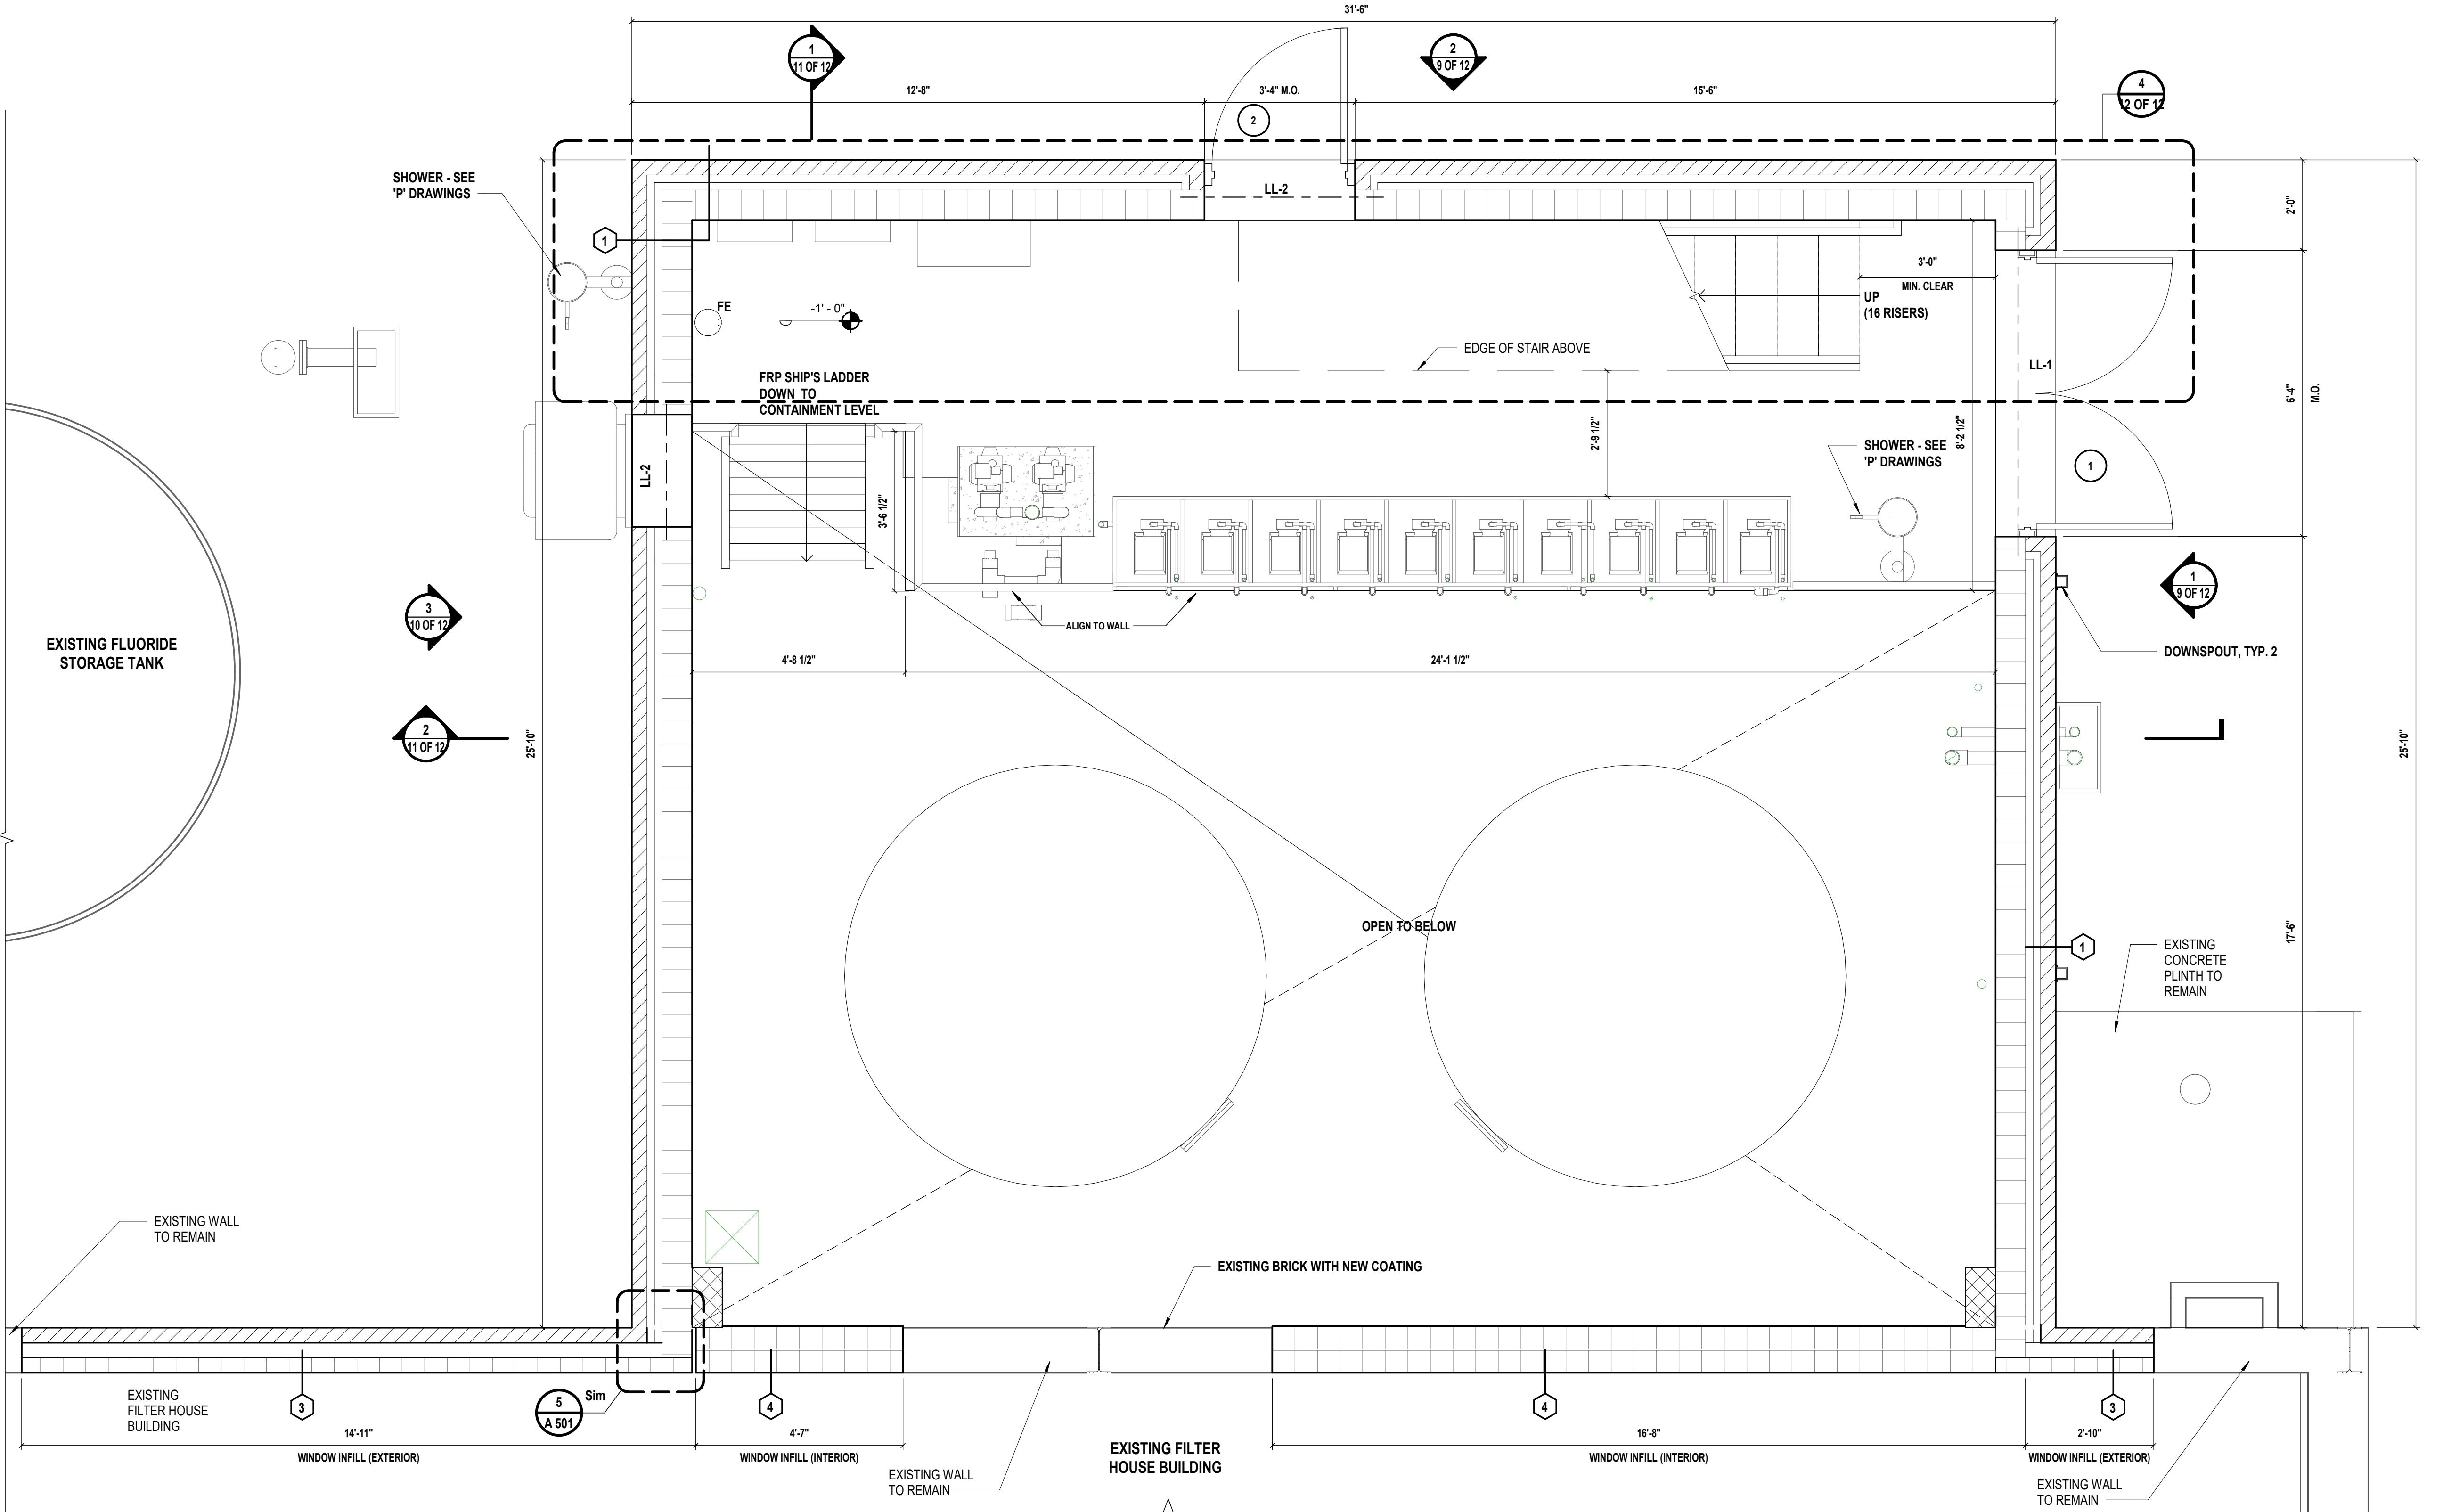 31'-6"
1
11 OF 12
2
9 OF 12
4
12 OF 12
12'-8"
3'-4" M.O.
15'-6"
2
SHOWER - SEE
'P' DRAWINGS
LL-2
2'-0"
1
3'-0"
MIN. CLEAR
UP
(16 RISERS)
FE
-1' - 0"
EDGE OF STAIR ABOVE
LL-1
6'-4"
M.O.
FRP SHIP'S LADDER
DOWN TO
CONTAINMENT LEVEL
2'-9 1/2"
8'-2 1/2"
SHOWER - SEE
'P' DRAWINGS
1
LL-2
3'-6 1/2"
3
10 OF 12
1
9 OF 12
ALIGN TO WALL
EXISTING FLUORIDE
STORAGE TANK
DOWNSPOUT, TYP. 2
4'-8 1/2"
24'-1 1/2"
2
11 OF 12
25'-10"
25'-10"
OPEN TO BELOW
17'-6"
1
EXISTING
CONCRETE
PLINTH TO
REMAIN
EXISTING WALL
TO REMAIN
EXISTING BRICK WITH NEW COATING
EXISTING
FILTER HOUSE
BUILDING
3
5
A 501
Sim
4
4
3
14'-11"
WINDOW INFILL (EXTERIOR)
4'-7"
WINDOW INFILL (INTERIOR)
EXISTING FILTER
HOUSE BUILDING
16'-8"
WINDOW INFILL (INTERIOR)
2'-10"
WINDOW INFILL (EXTERIOR)
EXISTING WALL
TO REMAIN
EXISTING WALL
TO REMAIN